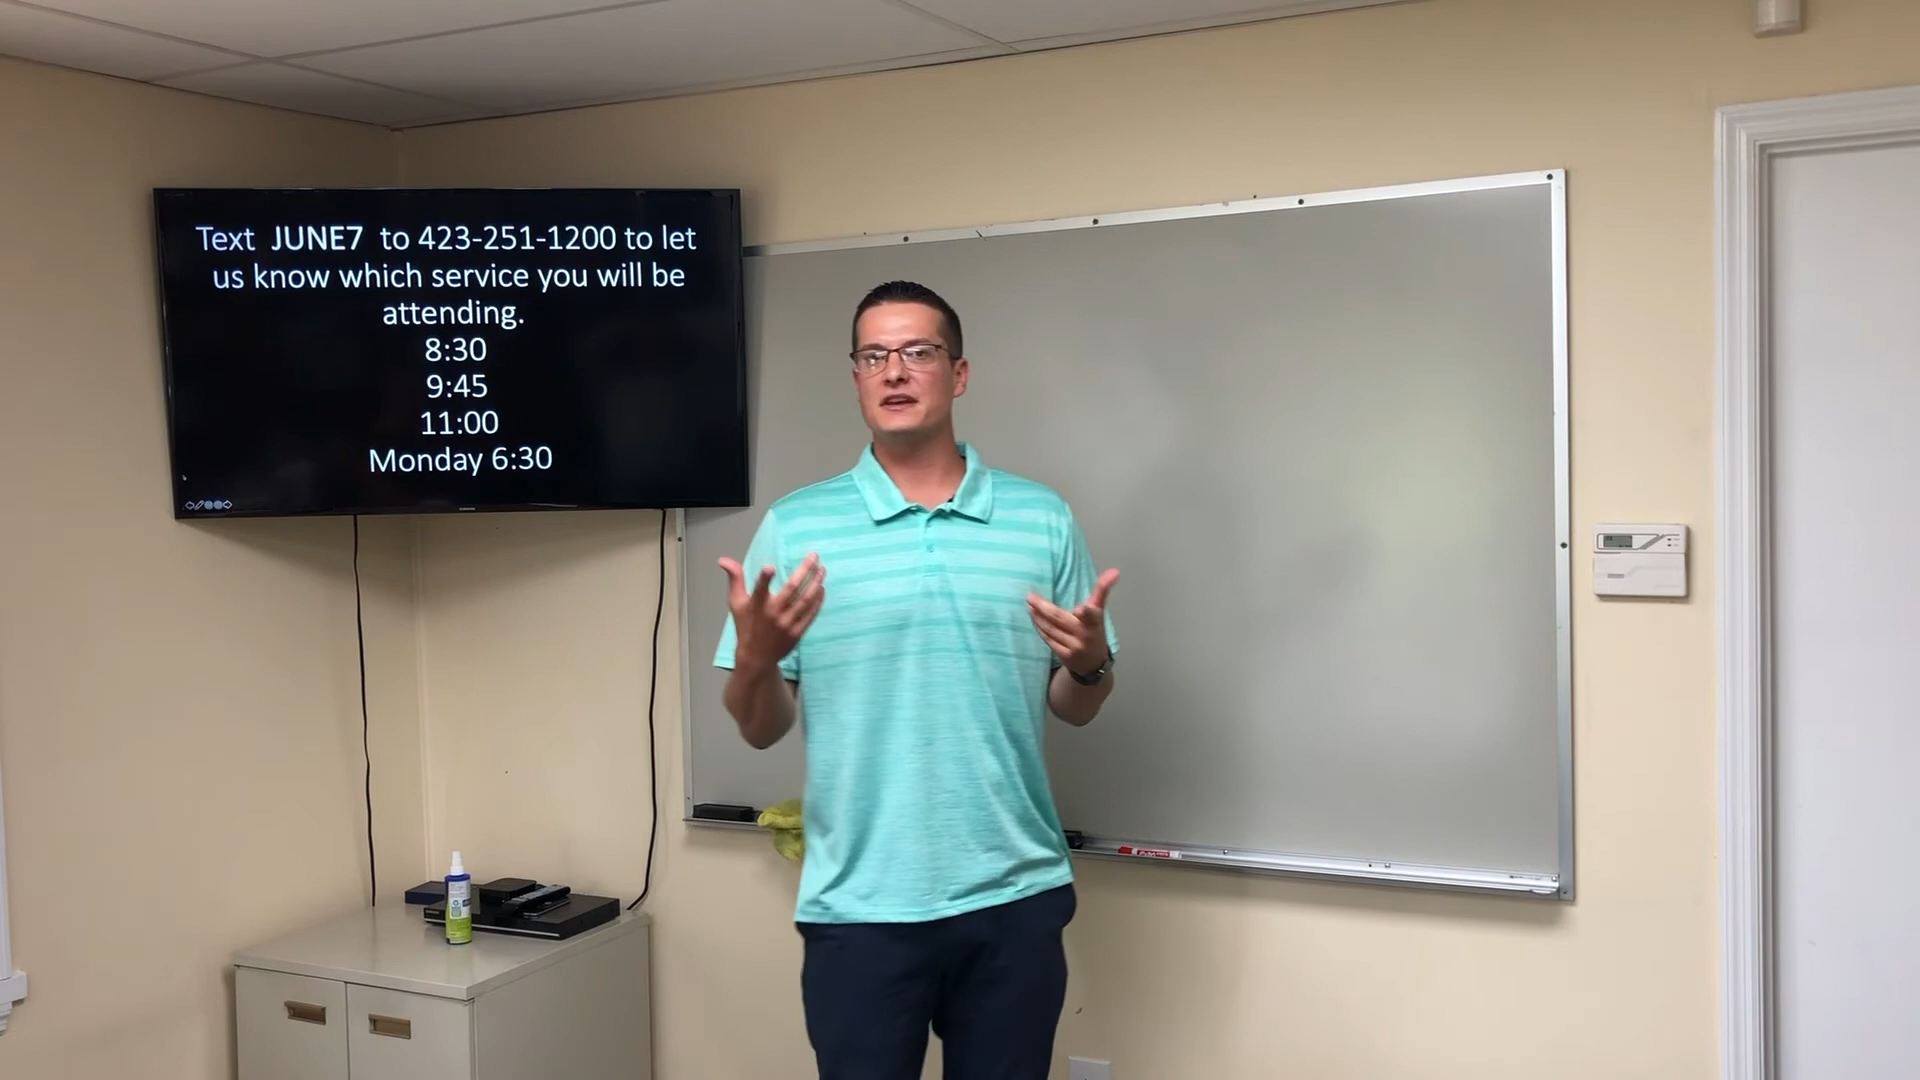 Text JUNE7 to 423-251-1200 to let
us know which service you will be
attending.
8:30
9:45
11:00
Monday 6:30